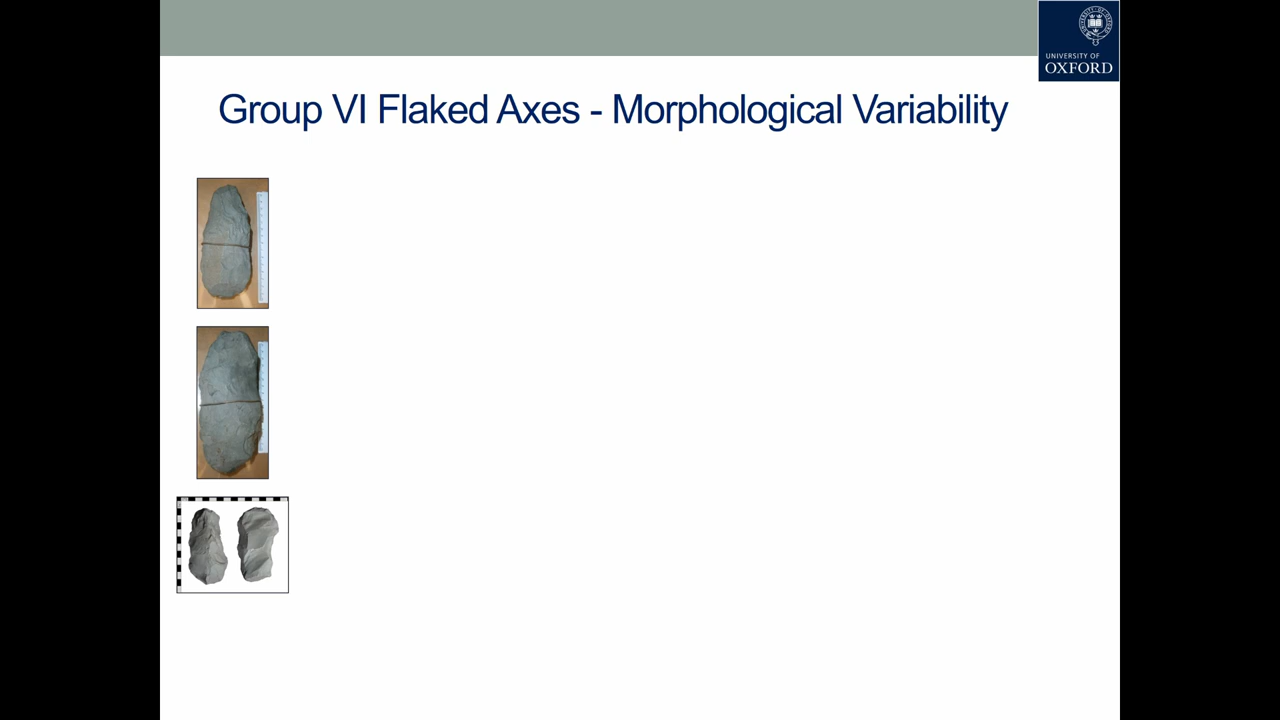 UNIVERSITY OF
OXFORD
Group VI Flaked Axes - Morphological Variability